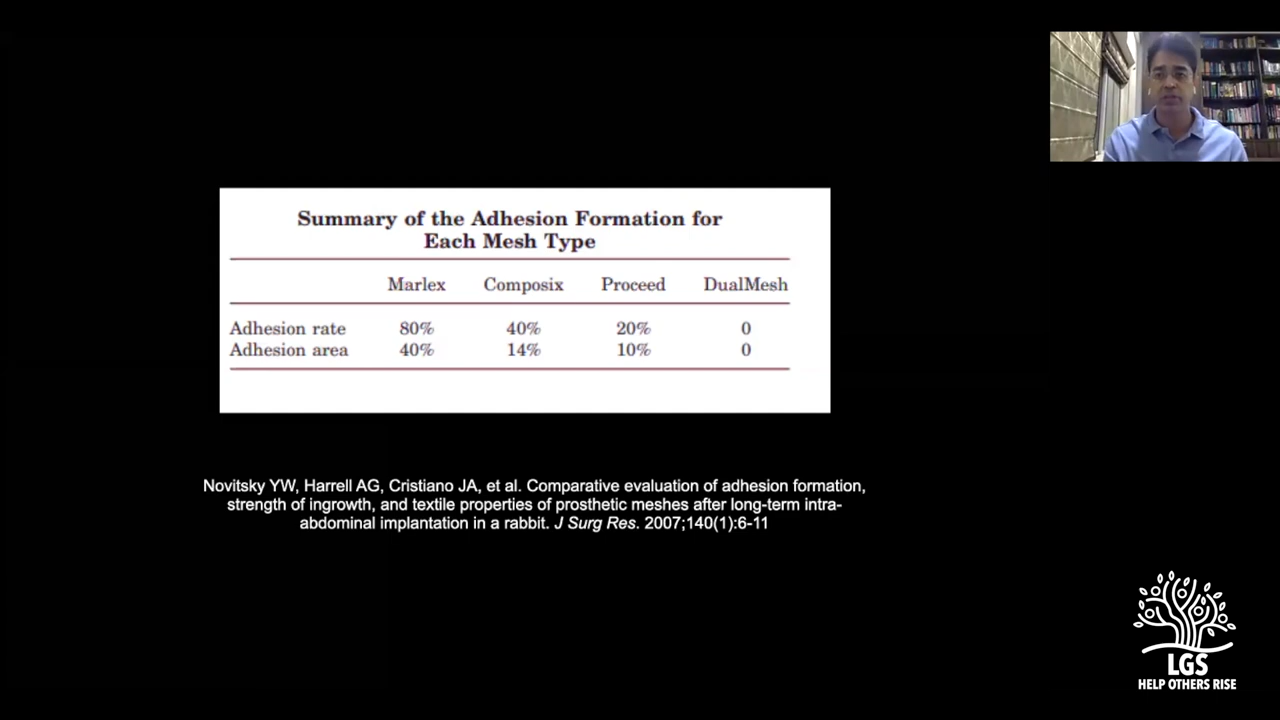 Summary of the Adhesion Formation for
Each Mesh Type
Marlex Composix Proceed DualMesh
Adhesion rate 80% 40% 20% 0
Adhesion area 40% 14% 10% 0
Novitsky YW, Harrell AG, Cristiano JA, et al. Comparative evaluation of adhesion formation,
strength of ingrowth, and textile properties of prosthetic meshes after long-term intra-
abdominal implantation in a rabbit. J Surg Res. 2007;140(1):6-11
LGS
HELP OTHERS RISE